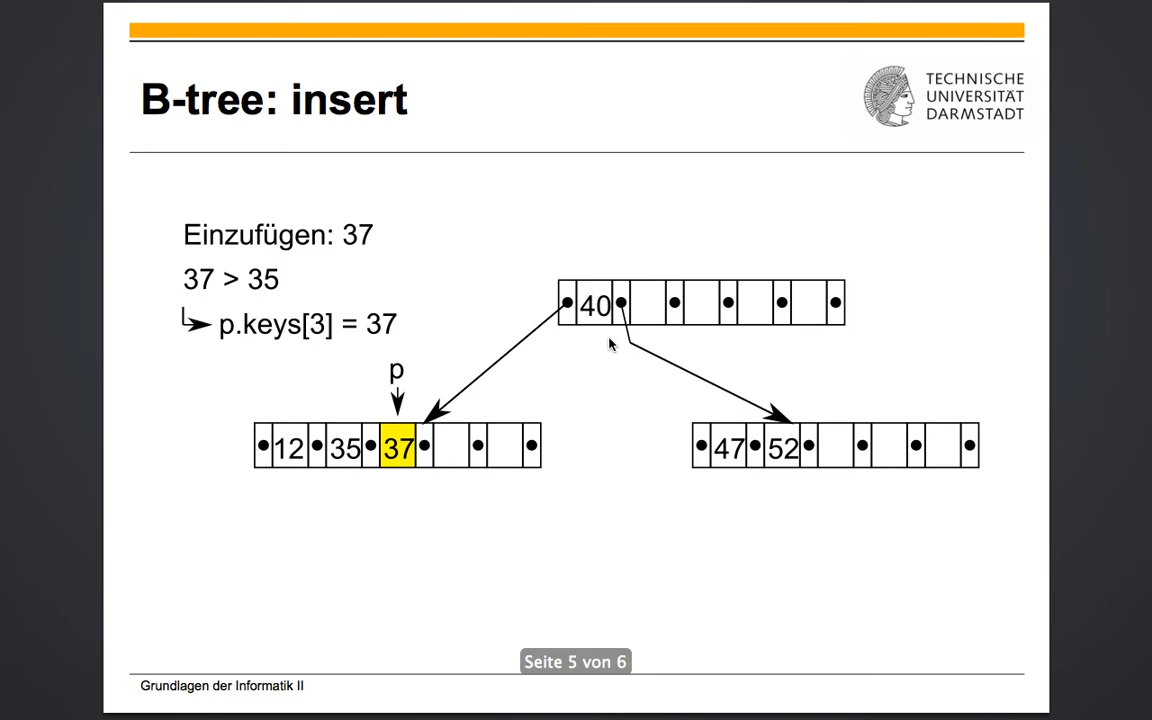 B-tree: insert
TECHNISCHE
UNIVERSITÄT
DARMSTADT
Einzufügen: 37
37 > 35
p.keys[3] = 37
40
p
12 35 37
47 52
Seite 5 von 6
Grundlagen der Informatik II